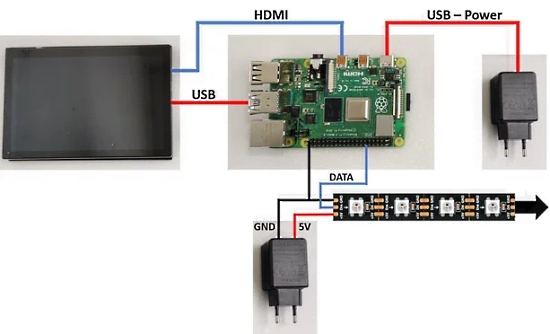 HDMI
USB – Power
USB
DATA
GND
5V